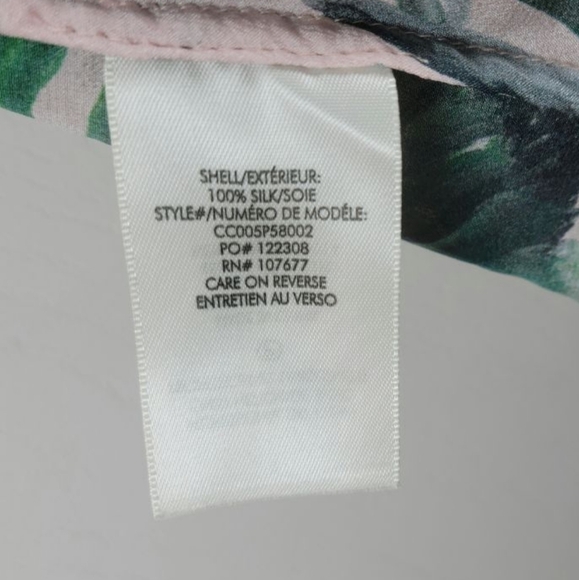 SHELL/EXTÉRIEUR:
100% SILK/SOIE
STYLE#/NUMÉRO DE MODÉLE:
CC005P58002
PO# 122308
RN# 107677
CARE ON REVERSE
ENTRETIEN AU VERSO